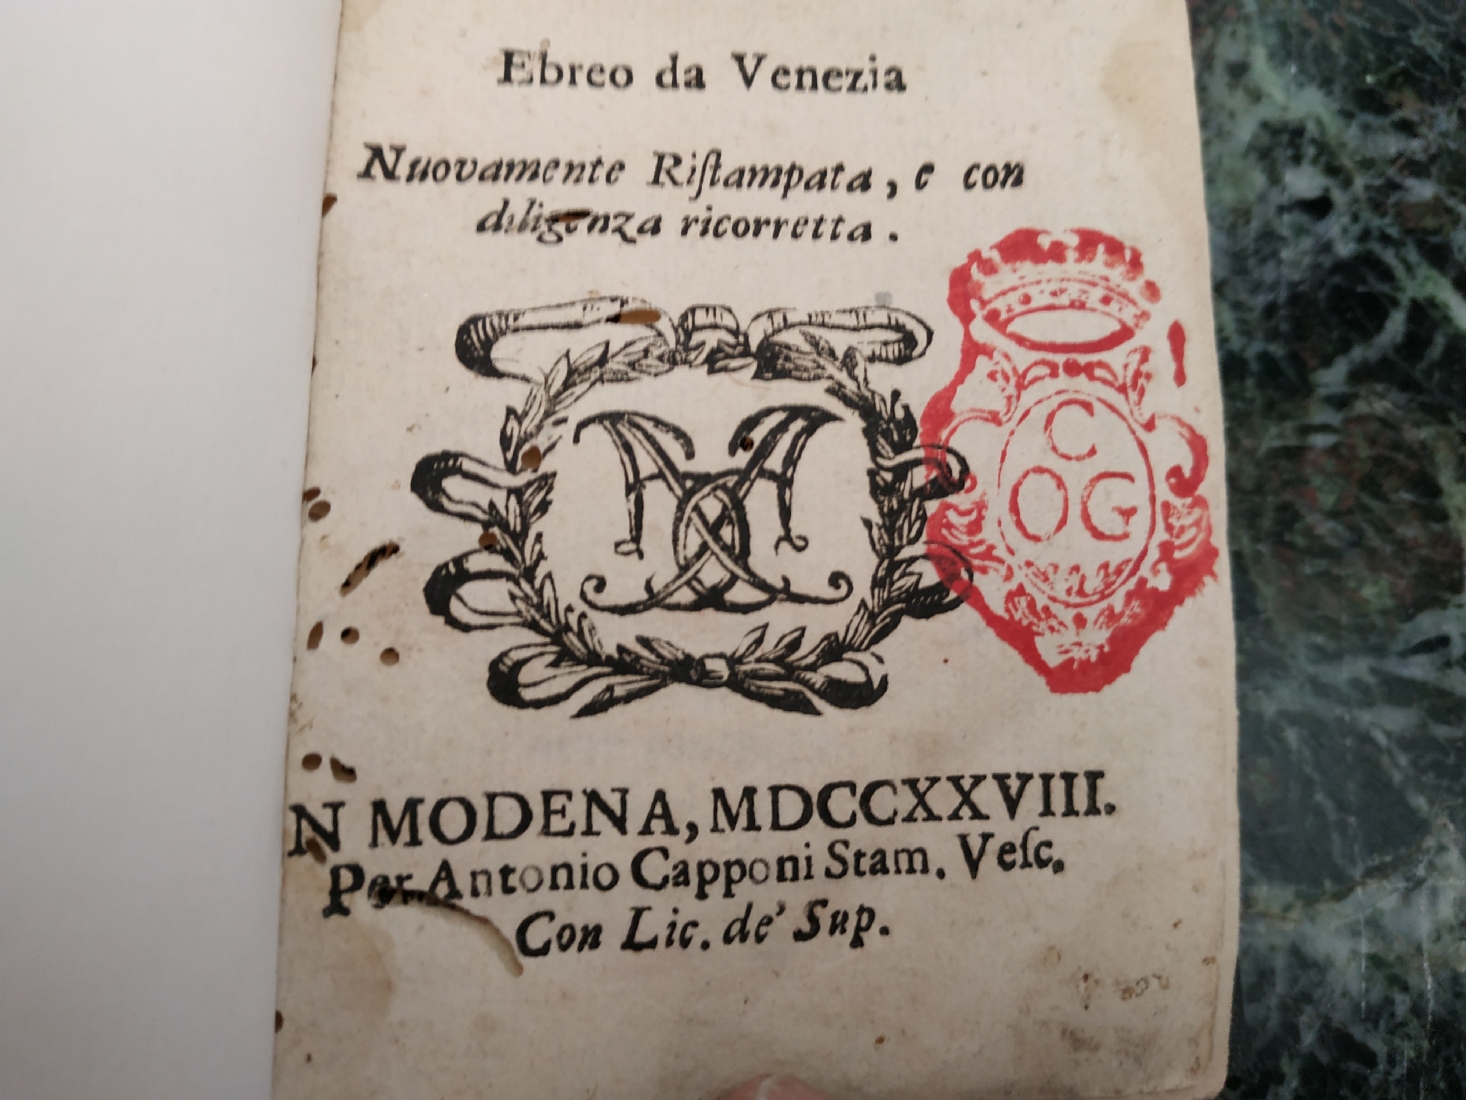 Ebreo da Venezia
Nuovamente Riſtampata, e con
diligenza ricorretta.
C
OG
N MODENA, MDCCXXVIII.
Per Antonio Capponi Stam. Veſc.
Con Lic. de' Sup.